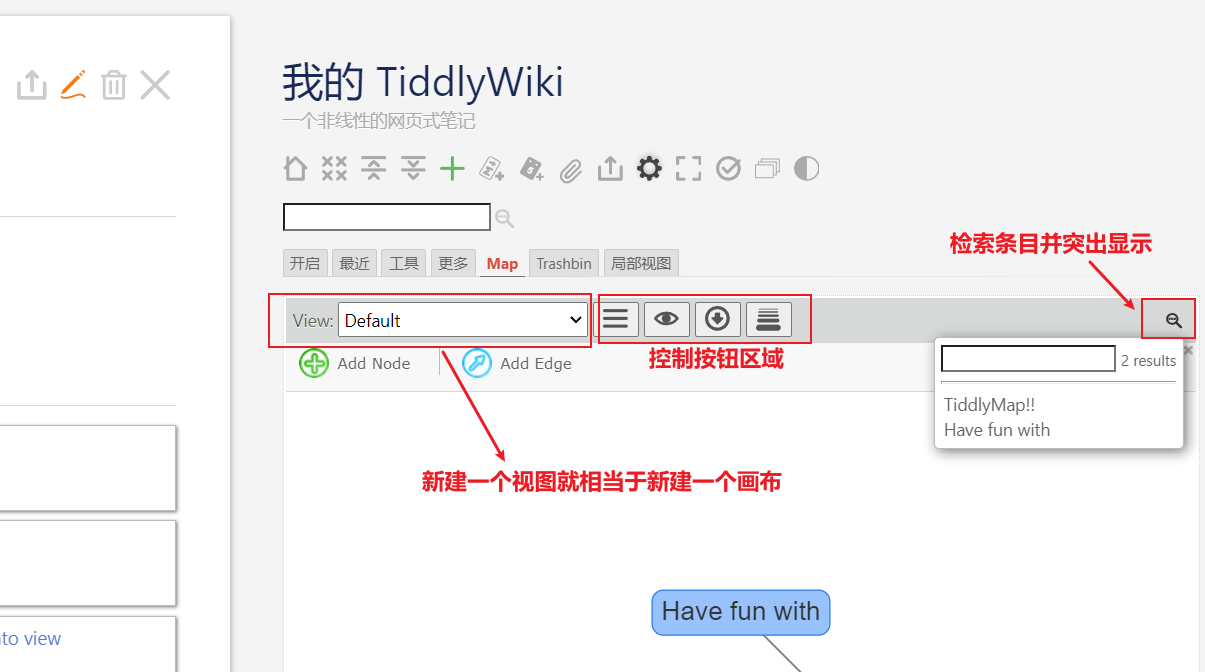 我的 TiddlyWiki
一个非线性的网页式笔记
检索条目并突出显示
开启 最近 工具 更多 Map Trashbin 局部视图
View: Default
控制按钮区域
2 results
Add Node Add Edge
TiddlyMap!!
Have fun with
新建一个视图就相当于新建一个画布
Have fun with
to view